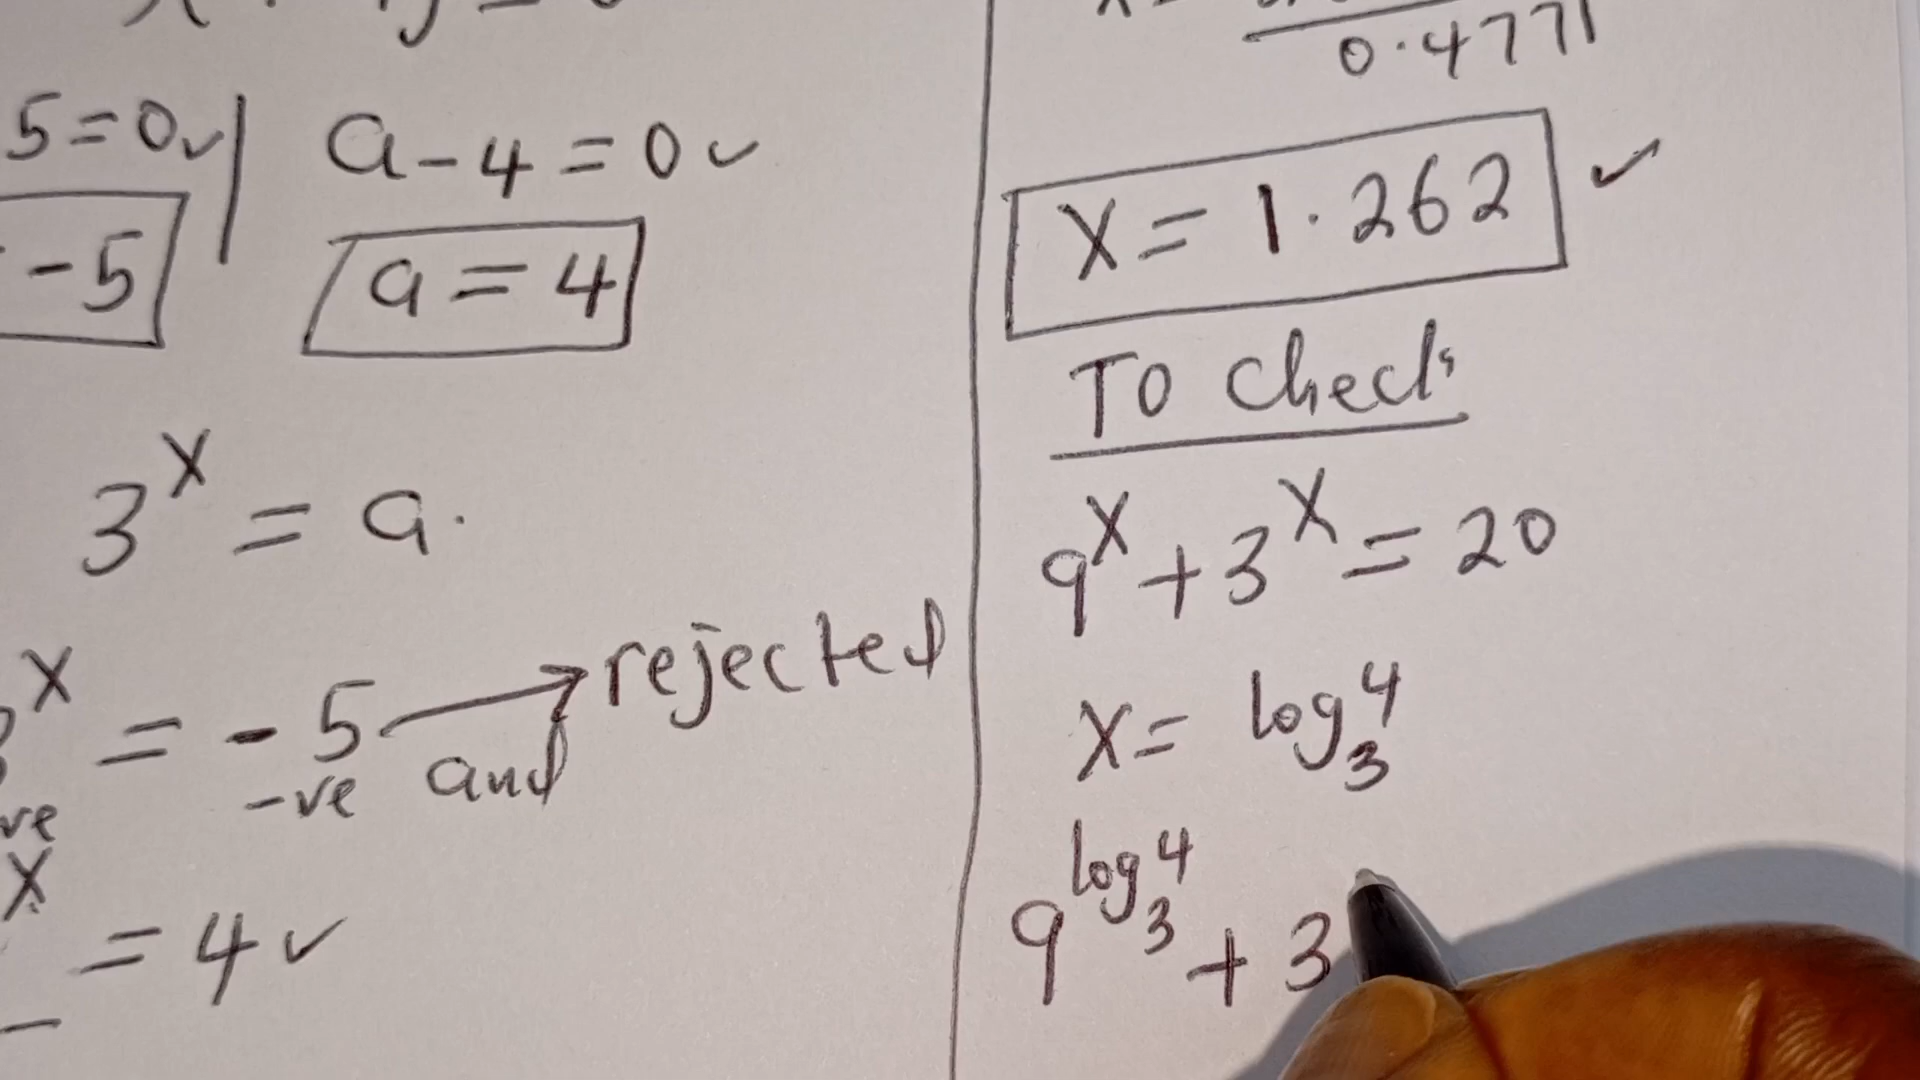 5=0✓ | a-4=0✓
-5
a=4
3^x = a.
x = -5 → rejected
-ve and
ve
x = 4✓
0.4771
x= 1.262 ✓
To Check
9^x + 3^x = 20
x= log_3 4
9^{log_3 4} + 3